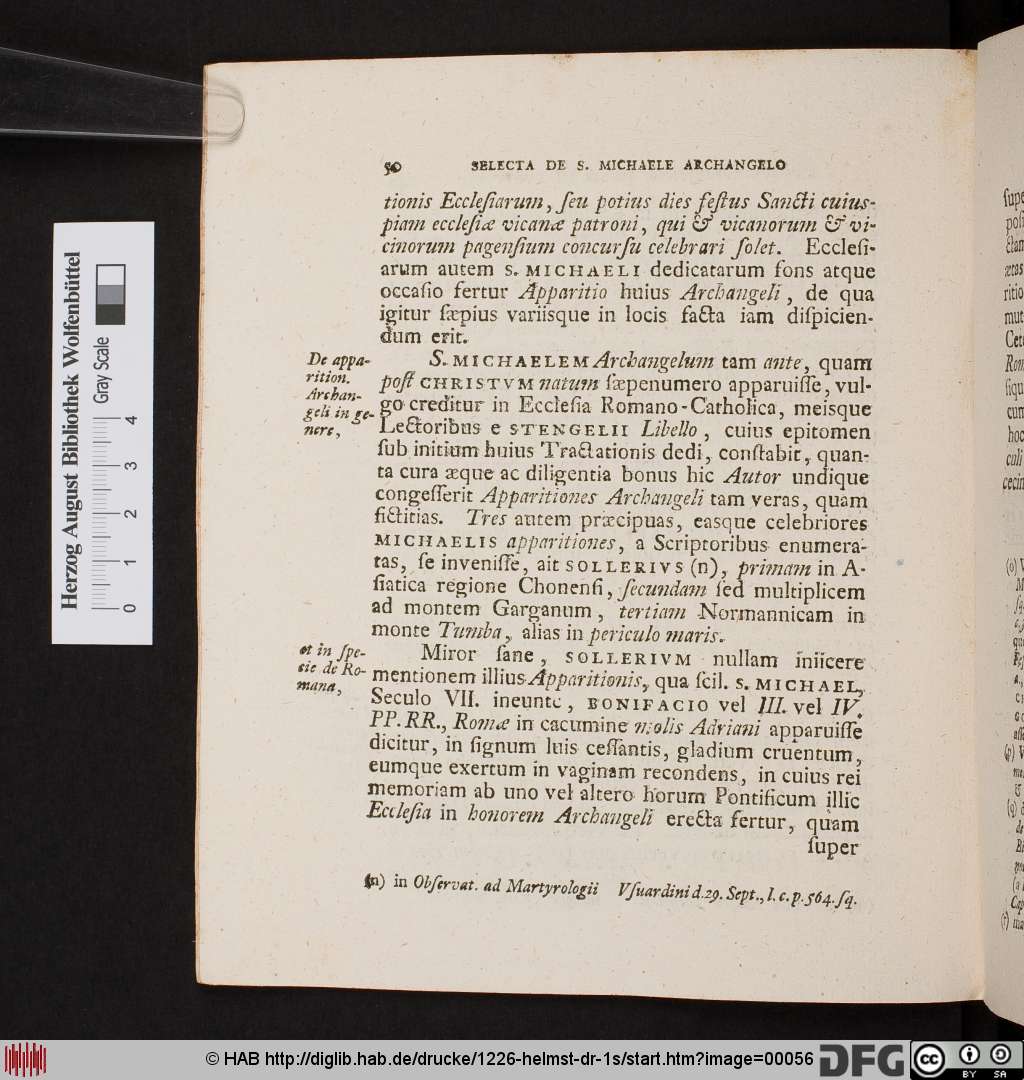 50 SELECTA DE S. MICHAELE ARCHANGELO
tionis Ecclesiarum, ſeu potius dies feſtus Sancti cuius-
piam eccleſiæ vicanæ patroni, qui & vicanorum & vi-
cinorum pagenſium concurſu celebrari ſolet. Eccleſi-
arum autem S. MICHAELI dedicatarum fons atque
occaſio fertur Apparitio huius Archangeli, de qua
igitur ſæpius variisque in locis facta iam diſpicien-
dum erit.
De appa-
rition.
Archan-
geli in ge-
nere,
S. MICHAELEM Archangelum tam ante, quam
poſt CHRISTVM natum ſæpenumero apparuiſſe, vul-
go creditur in Eccleſia Romano-Catholica, meisque
Lectoribus e STENGELII Libello, cuius epitomen
ſub initium huius Tractationis dedi, conſtabit, quan-
ta cura æque ac diligentia bonus hic Autor undique
congeſſerit Apparitiones Archangeli tam veras, quam
fictitias. Tres autem præcipuas, easque celebriores
MICHAELIS apparitiones, a Scriptoribus enumera-
tas, ſe inveniſſe, ait SOLLERIVS (n), primam in A-
ſiatica regione Chonenſi, ſecundam ſed multiplicem
ad montem Garganum, tertiam Normannicam in
monte Tumba, alias in periculo maris.
et in ſpe-
cie de Ro-
mana,
Miror ſane, SOLLERIVM nullam iniicere
mentionem illius Apparitionis, qua ſcil. S. MICHAEL,
Seculo VII. ineunte, BONIFACIO vel III. vel IV.
PP. RR., Romæ in cacumine molis Adriani apparuiſſe
dicitur, in ſignum luis ceſſantis, gladium cruentum,
eumque exertum in vaginam recondens, in cuius rei
memoriam ab uno vel altero horum Pontificum illic
Eccleſia in honorem Archangeli erecta fertur, quam
ſuper
(n) in Obſervat. ad Martyrologii Vſuardini d. 29. Sept., l. c. p. 564. ſq.
Herzog August Bibliothek Wolfenbüttel
Gray Scale
0 1 2 3 4
© HAB http://diglib.hab.de/drucke/1226-helmst-dr-1s/start.htm?image=00056
DFG
cc BY SA